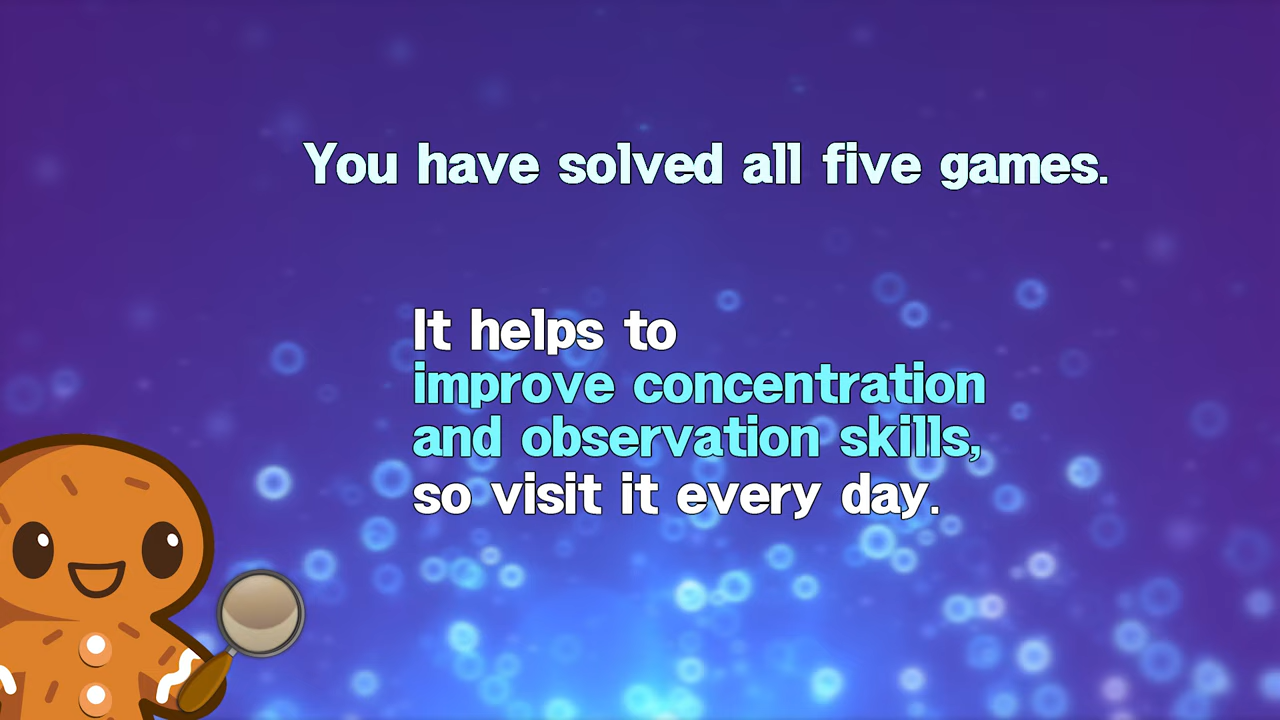 You have solved all five games.
It helps to
improve concentration
and observation skills,
so visit it every day.